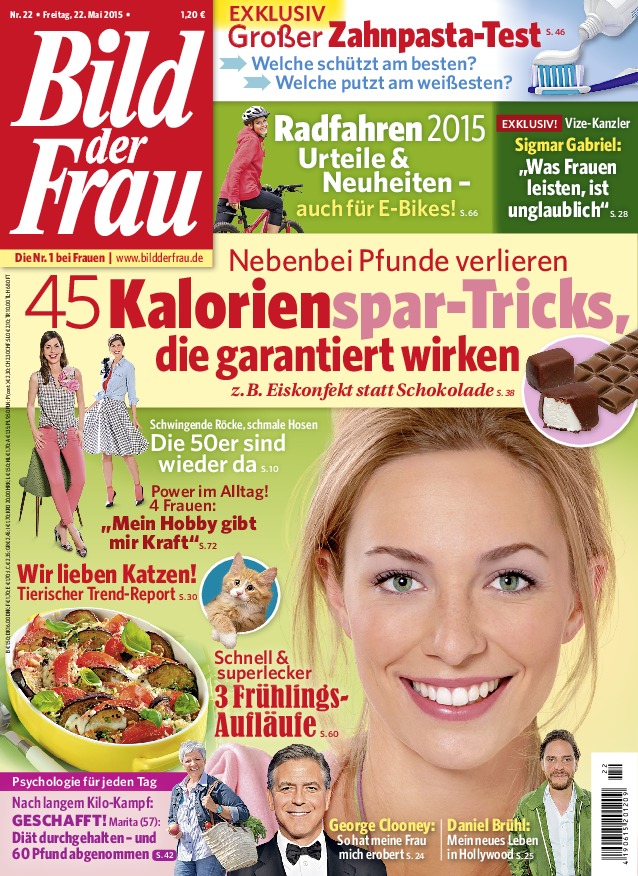 Nr. 22 • Freitag, 22. Mai 2015 •
1,20 €
Bild
der
Frau
Die Nr. 1 bei Frauen | www.bildderfrau.de
EXKLUSIV
Großer Zahnpasta-Test S. 46
Welche schützt am besten?
Welche putzt am weißesten?
Radfahren 2015
Urteile &
Neuheiten –
auch für E-Bikes! S. 66
EXKLUSIV! Vize-Kanzler
Sigmar Gabriel:
„Was Frauen
leisten, ist
unglaublich“ S. 28
Nebenbei Pfunde verlieren
45 Kalorienspar-Tricks,
die garantiert wirken
z. B. Eiskonfekt statt Schokolade S. 38
Schwingende Röcke, schmale Hosen
Die 50er sind
wieder da S. 10
Power im Alltag!
4 Frauen:
„Mein Hobby gibt
mir Kraft“ S. 72
Wir lieben Katzen!
Tierischer Trend-Report S. 30
Schnell &
superlecker
3 Frühlings-
Aufläufe S. 60
Psychologie für jeden Tag
Nach langem Kilo-Kampf:
GESCHAFFT! Marita (57):
Diät durchgehalten – und
60 Pfund abgenommen S. 42
George Clooney:
So hat meine Frau
mich erobert S. 24
Daniel Brühl:
Mein neues Leben
in Hollywood S. 25
22
4 190615 201209